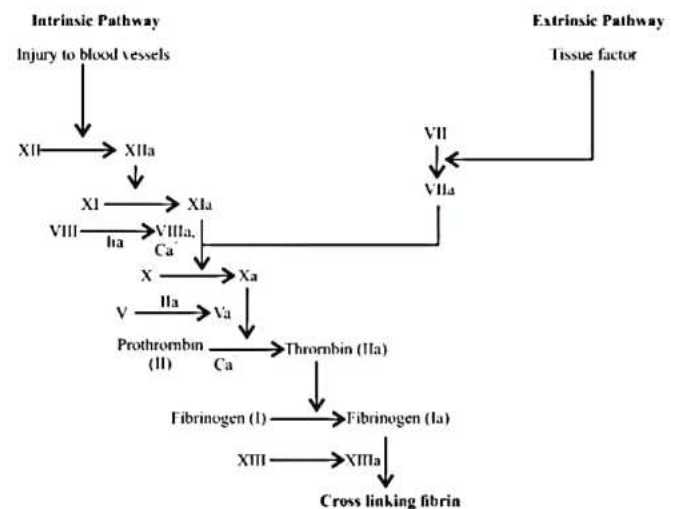 Intrinsic Pathway
Extrinsic Pathway
Injury to blood vessels
Tissue factor
VII
XII
XIIa
VIIa
XI
XIa
VIII
VIIIa,
IIa
Ca
X
Xa
IIa
V
Va
Prothrombin
Thrombin (IIa)
(II)
Ca
Fibrinogen (I)
Fibrinogen (Ia)
XIII
XIIIa
Cross linking fibrin